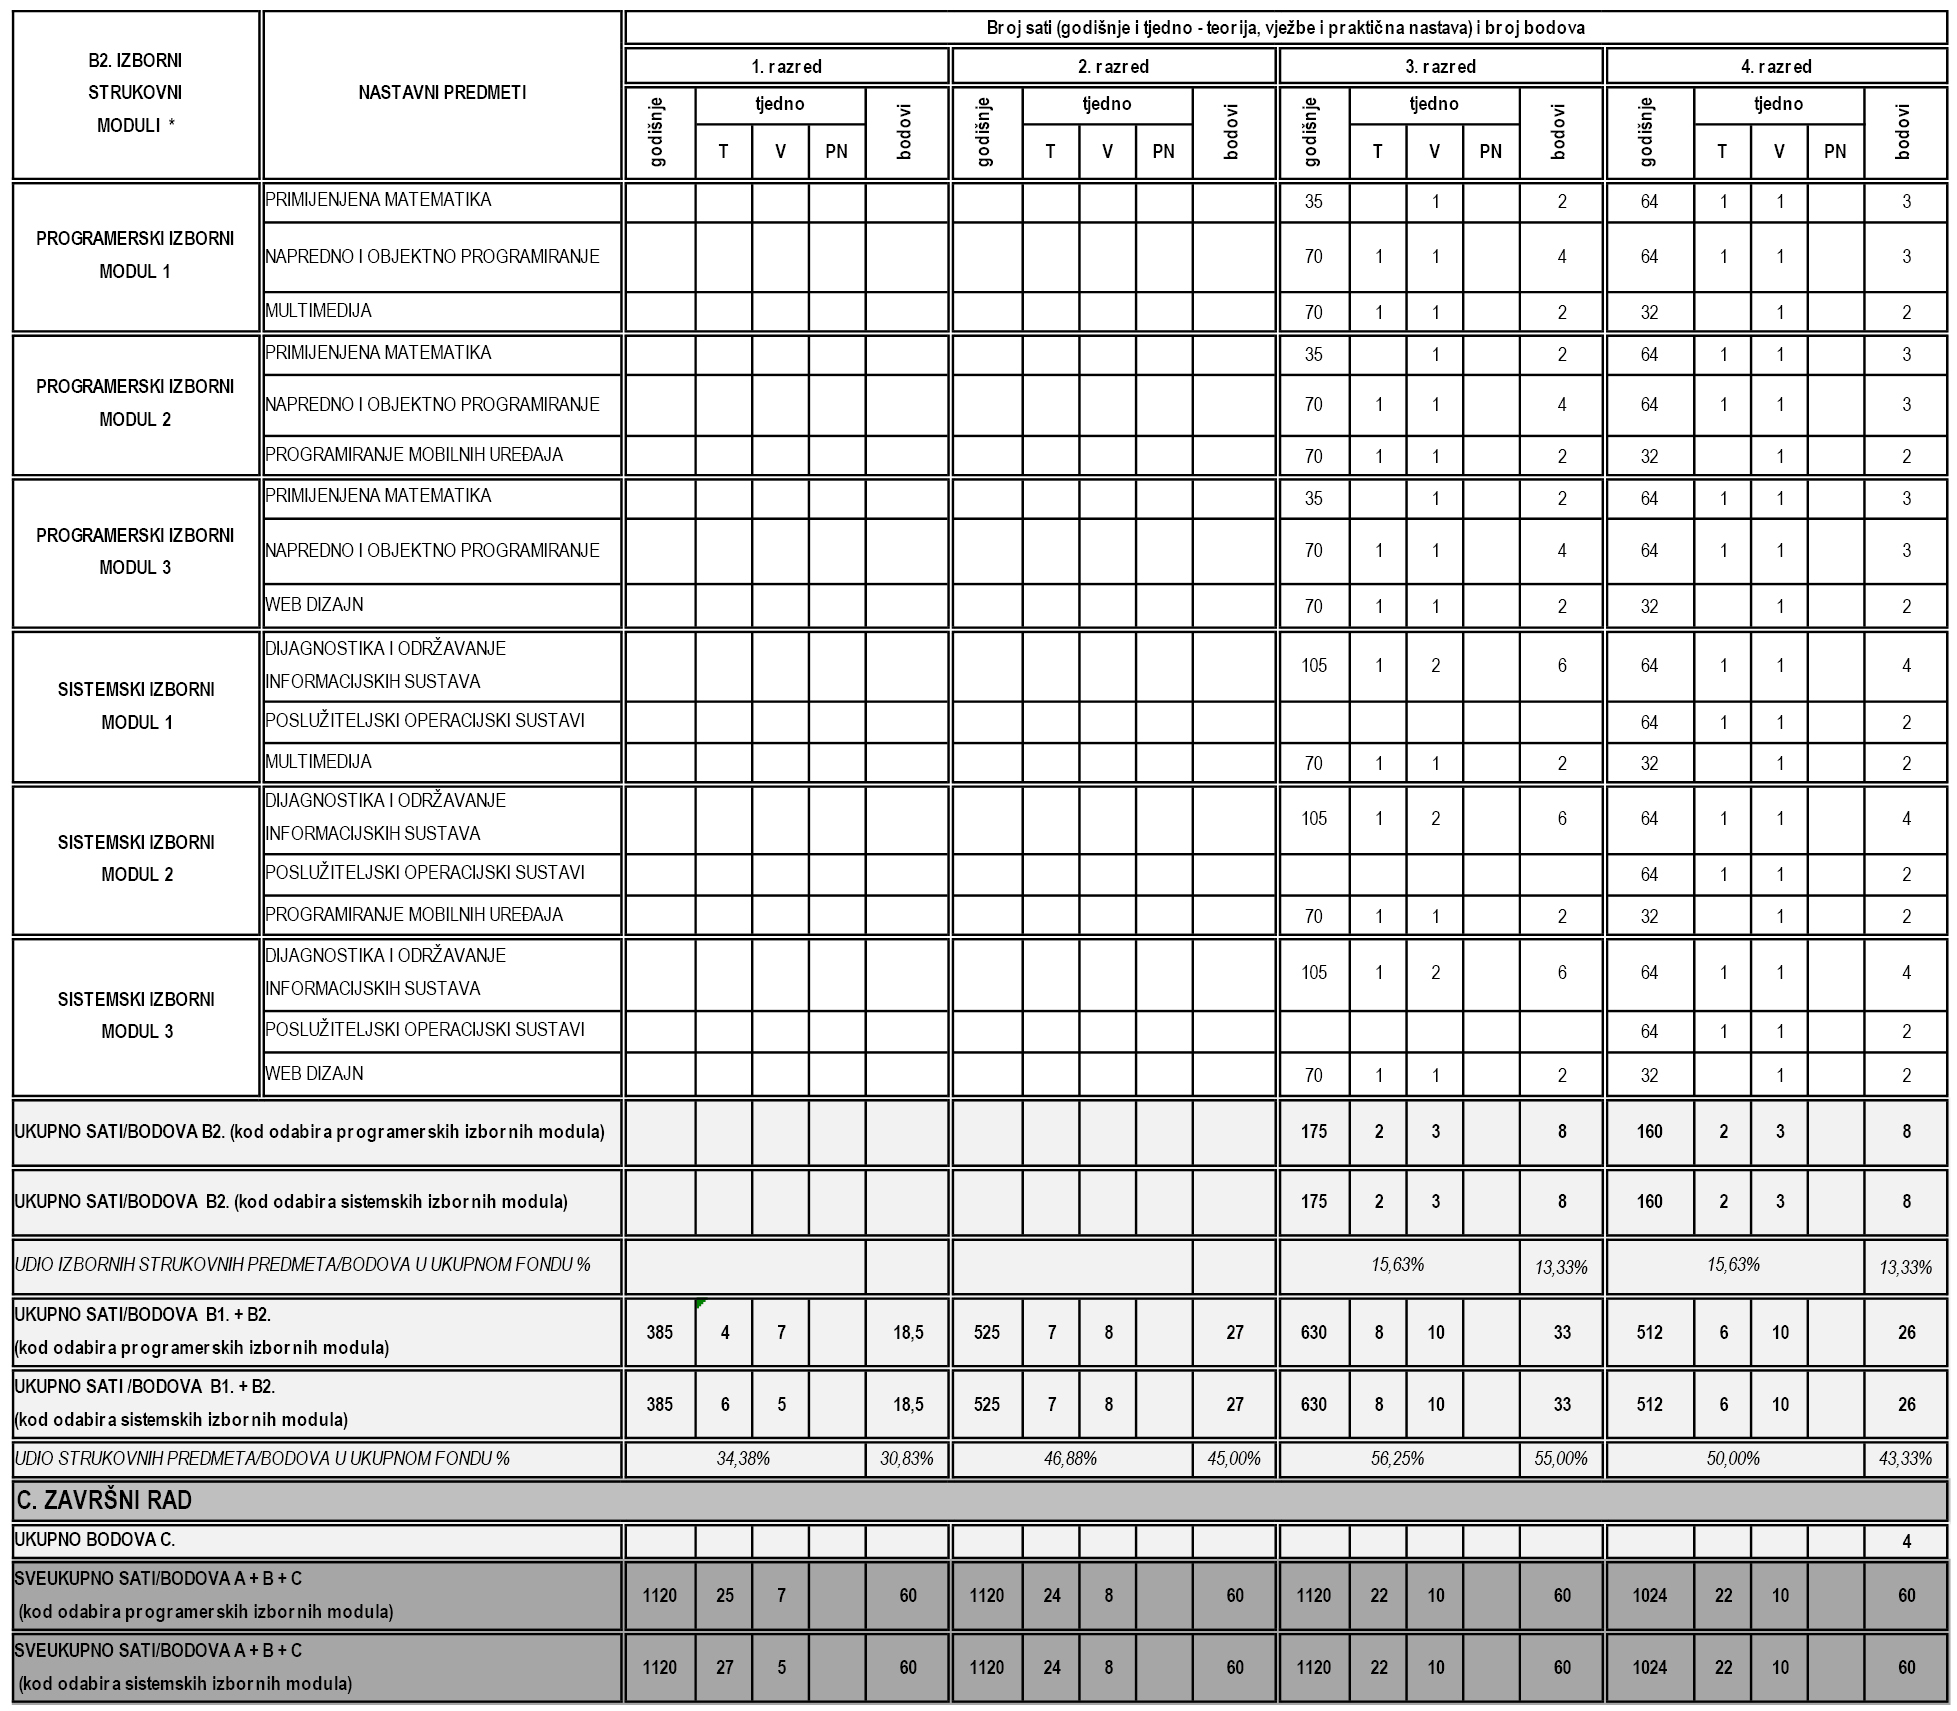 B2. IZBORNI STRUKOVNI MODULI *
NASTAVNI PREDMETI
Broj sati (godišnje i tjedno - teorija, vježbe i praktična nastava) i broj bodova
1. razred 2. razred 3. razred 4. razred
godišnje tjedno bodovi godišnje tjedno bodovi godišnje tjedno bodovi godišnje tjedno bodovi
T V PN T V PN T V PN T V PN
PROGRAMERSKI IZBORNI MODUL 1
PRIMIJENJENA MATEMATIKA 35 1 2 64 1 1 3
NAPREDNO I OBJEKTNO PROGRAMIRANJE 70 1 1 4 64 1 1 3
MULTIMEDIJA 70 1 1 2 32 1 2
PROGRAMERSKI IZBORNI MODUL 2
PRIMIJENJENA MATEMATIKA 35 1 2 64 1 1 3
NAPREDNO I OBJEKTNO PROGRAMIRANJE 70 1 1 4 64 1 1 3
PROGRAMIRANJE MOBILNIH UREĐAJA 70 1 1 2 32 1 2
PROGRAMERSKI IZBORNI MODUL 3
PRIMIJENJENA MATEMATIKA 35 1 2 64 1 1 3
NAPREDNO I OBJEKTNO PROGRAMIRANJE 70 1 1 4 64 1 1 3
WEB DIZAJN 70 1 1 2 32 1 2
SISTEMSKI IZBORNI MODUL 1
DIJAGNOSTIKA I ODRŽAVANJE INFORMACIJSKIH SUSTAVA 105 1 2 6 64 1 1 4
POSLUŽITELJSKI OPERACIJSKI SUSTAVI 64 1 1 2
MULTIMEDIJA 70 1 1 2 32 1 2
SISTEMSKI IZBORNI MODUL 2
DIJAGNOSTIKA I ODRŽAVANJE INFORMACIJSKIH SUSTAVA 105 1 2 6 64 1 1 4
POSLUŽITELJSKI OPERACIJSKI SUSTAVI 64 1 1 2
PROGRAMIRANJE MOBILNIH UREĐAJA 70 1 1 2 32 1 2
SISTEMSKI IZBORNI MODUL 3
DIJAGNOSTIKA I ODRŽAVANJE INFORMACIJSKIH SUSTAVA 105 1 2 6 64 1 1 4
POSLUŽITELJSKI OPERACIJSKI SUSTAVI 64 1 1 2
WEB DIZAJN 70 1 1 2 32 1 2
UKUPNO SATI/BODOVA B2. (kod odabira programerskih izbornih modula) 175 2 3 8 160 2 3 8
UKUPNO SATI/BODOVA B2. (kod odabira sistemskih izbornih modula) 175 2 3 8 160 2 3 8
UDIO IZBORNIH STRUKOVNIH PREDMETA/BODOVA U UKUPNOM FONDU % 15,63% 13,33% 15,63% 13,33%
UKUPNO SATI/BODOVA B1. + B2.
(kod odabira programerskih izbornih modula) 385 4 7 18,5 525 7 8 27 630 8 10 33 512 6 10 26
UKUPNO SATI /BODOVA B1. + B2.
(kod odabira sistemskih izbornih modula) 385 6 5 18,5 525 7 8 27 630 8 10 33 512 6 10 26
UDIO STRUKOVNIH PREDMETA/BODOVA U UKUPNOM FONDU % 34,38% 30,83% 46,88% 45,00% 56,25% 55,00% 50,00% 43,33%
C. ZAVRŠNI RAD
UKUPNO BODOVA C. 4
SVEUKUPNO SATI/BODOVA A + B + C
(kod odabira programerskih izbornih modula) 1120 25 7 60 1120 24 8 60 1120 22 10 60 1024 22 10 60
SVEUKUPNO SATI/BODOVA A + B + C
(kod odabira sistemskih izbornih modula) 1120 27 5 60 1120 24 8 60 1120 22 10 60 1024 22 10 60